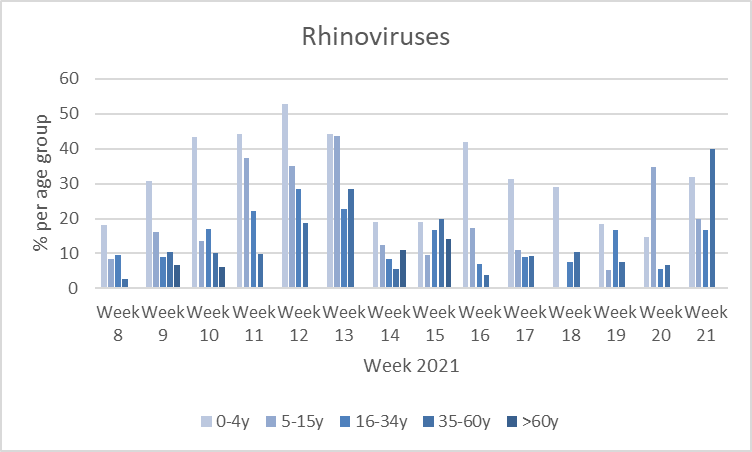 Rhinoviruses
% per age group
60
50
40
30
20
10
0
Week Week Week Week Week Week Week Week Week Week Week Week Week Week
8 9 10 11 12 13 14 15 16 17 18 19 20 21
Week 2021
0-4y 5-15y 16-34y 35-60y >60y